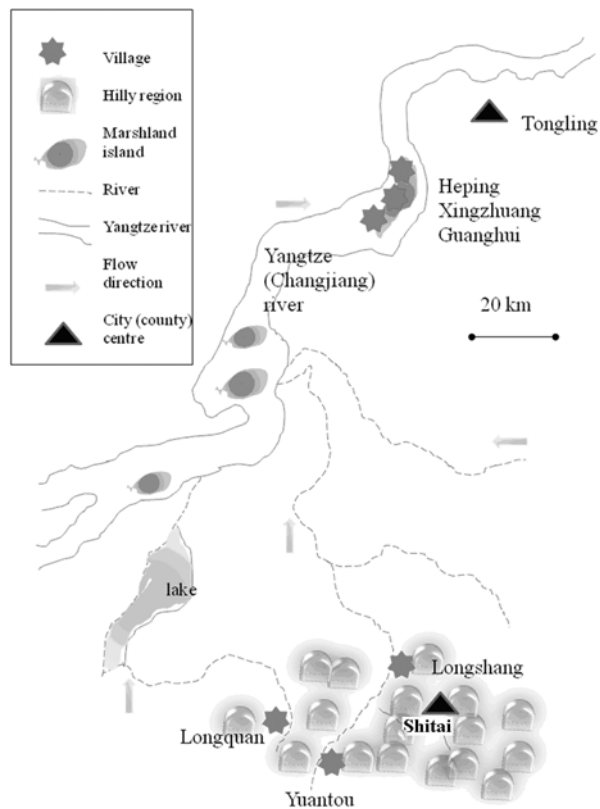 Village
Hilly region
Marshland
island
River
Yangtze river
Flow
direction
City (county)
centre
Tongling
Heping
Xingzhuang
Guanghui
Yangtze
(Changjiang)
river
20 km
lake
Longshang
Shitai
Longquan
Yuantou